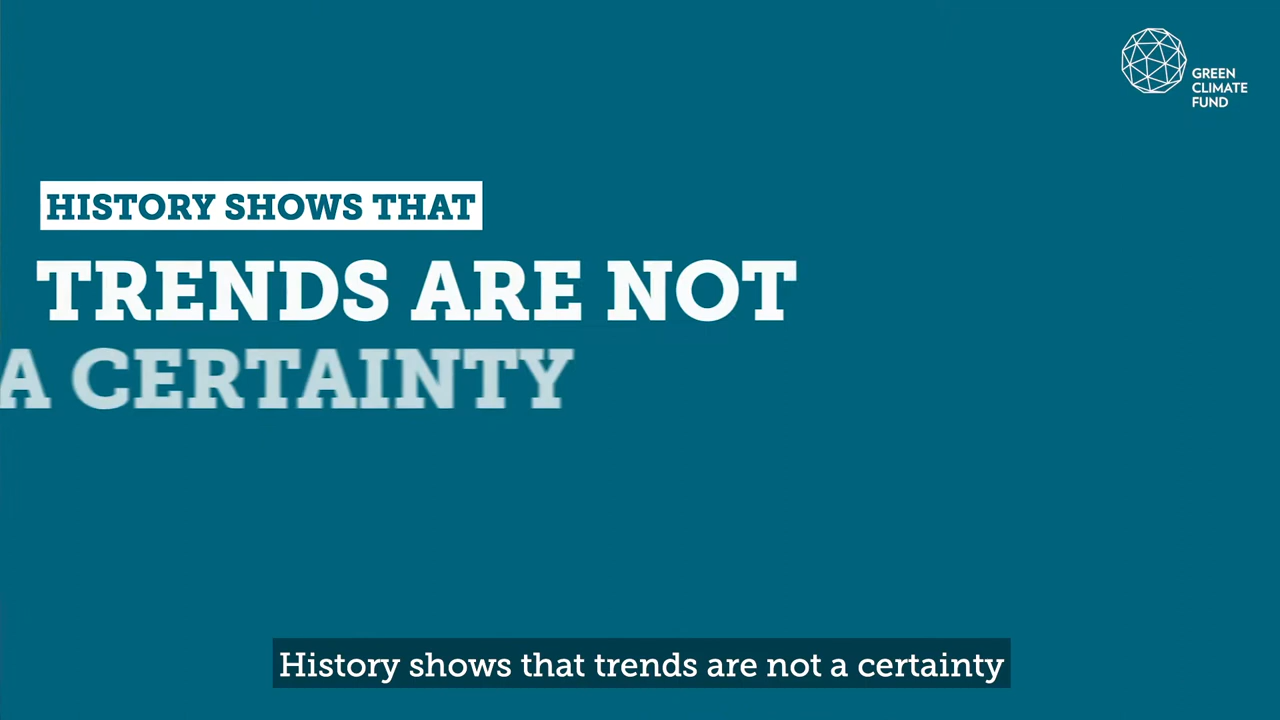 GREEN
CLIMATE
FUND
HISTORY SHOWS THAT
TRENDS ARE NOT
A CERTAINTY
History shows that trends are not a certainty